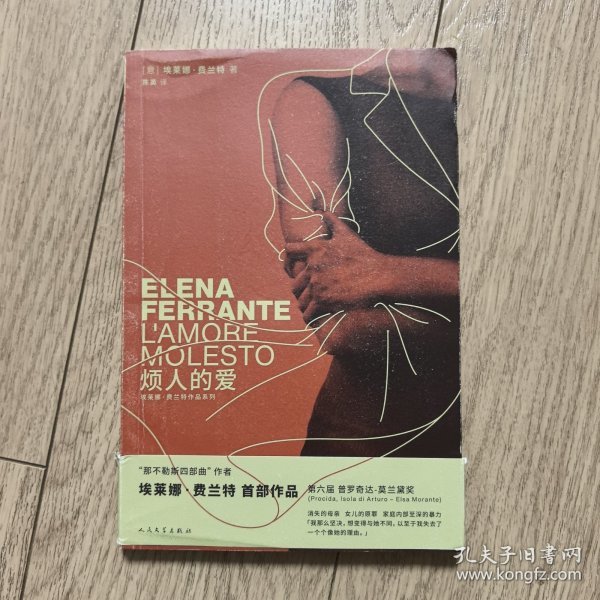 [意] 埃莱娜·费兰特 著
陈英 译
ELENA
FERRANTE
L'AMORE
MOLESTO
烦人的爱
埃莱娜·费兰特作品系列
“那不勒斯四部曲”作者
埃莱娜·费兰特 首部作品
第六届 普罗奇达-莫兰黛奖
(Procida, Isola di Arturo – Elsa Morante)
消失的母亲 女儿的原罪 家庭内部至深的暴力
「我那么坚决，想变得与她不同，以至于我失去了
一个个像她的理由。」
人民文学出版社
孔夫子旧书网
www.kongfz.com